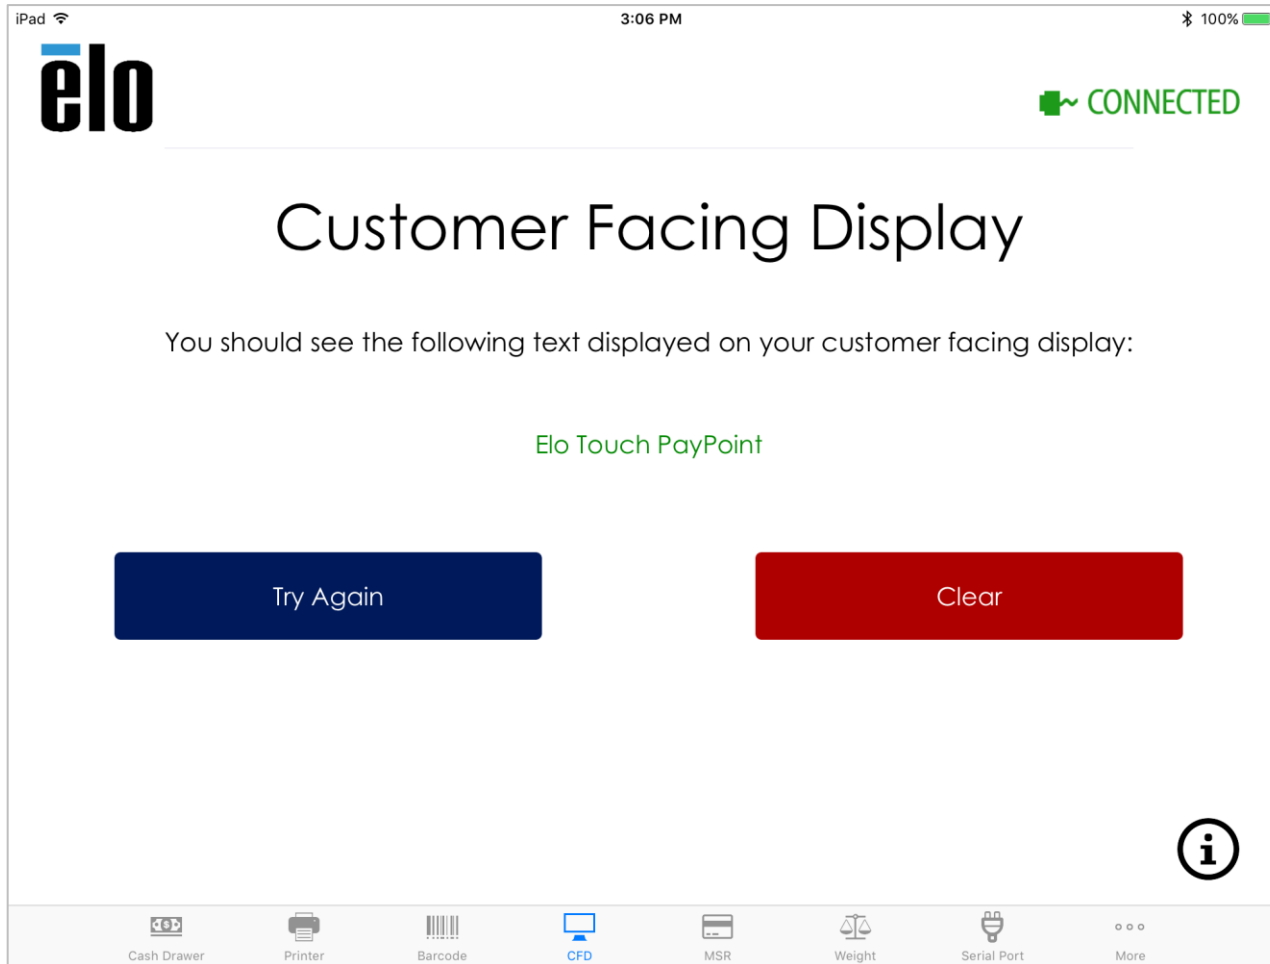 iPad 3:06 PM 100%
ēlo
CONNECTED
Customer Facing Display
You should see the following text displayed on your customer facing display:
Elo Touch PayPoint
Try Again Clear
i
Cash Drawer Printer Barcode CFD MSR Weight Serial Port More